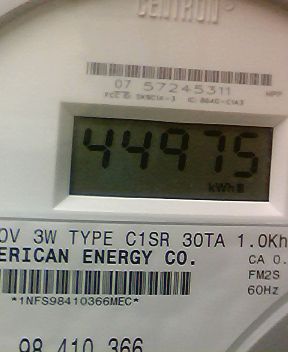 CENTRON
07 57245311
44975
kWh
0V 3W TYPE C1SR 30TA 1.0Kh
ERICAN ENERGY CO.
CA 0.
FM2S
*1NFS98410366MEC*
60Hz
98 410 366